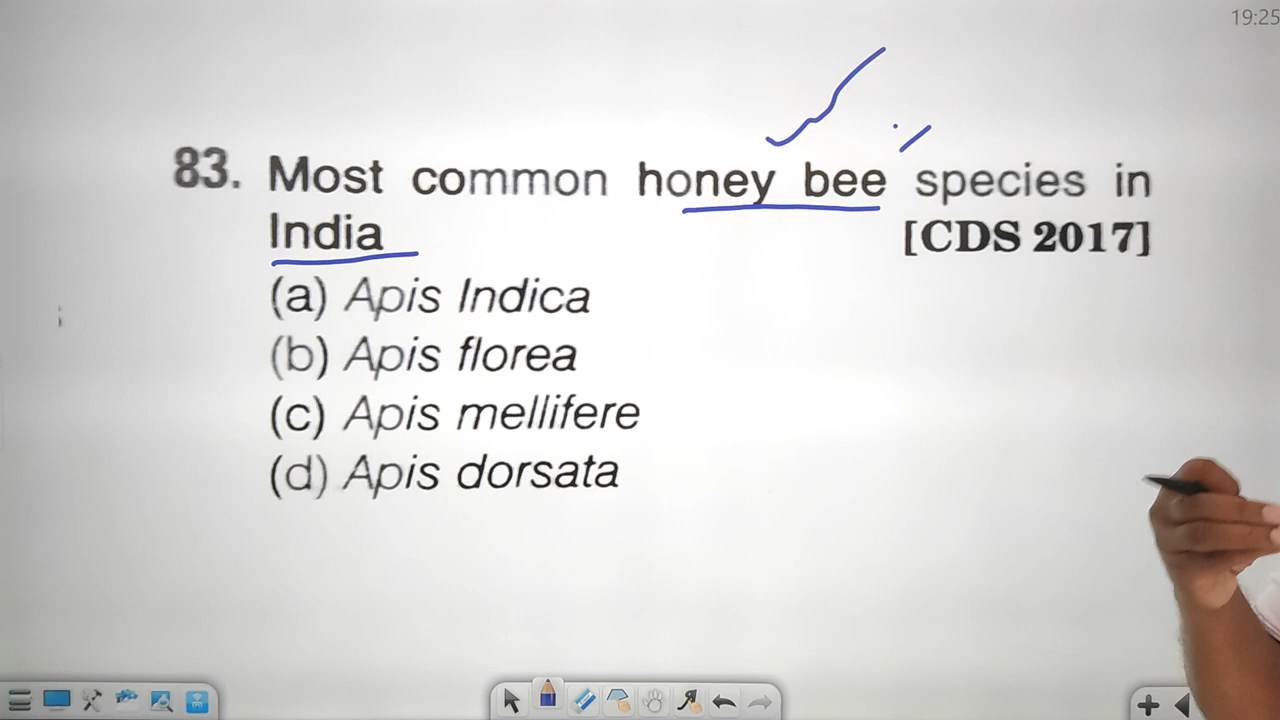 19:25
83. Most common honey bee species in
India [CDS 2017]
(a) Apis Indica
(b) Apis florea
(c) Apis mellifere
(d) Apis dorsata